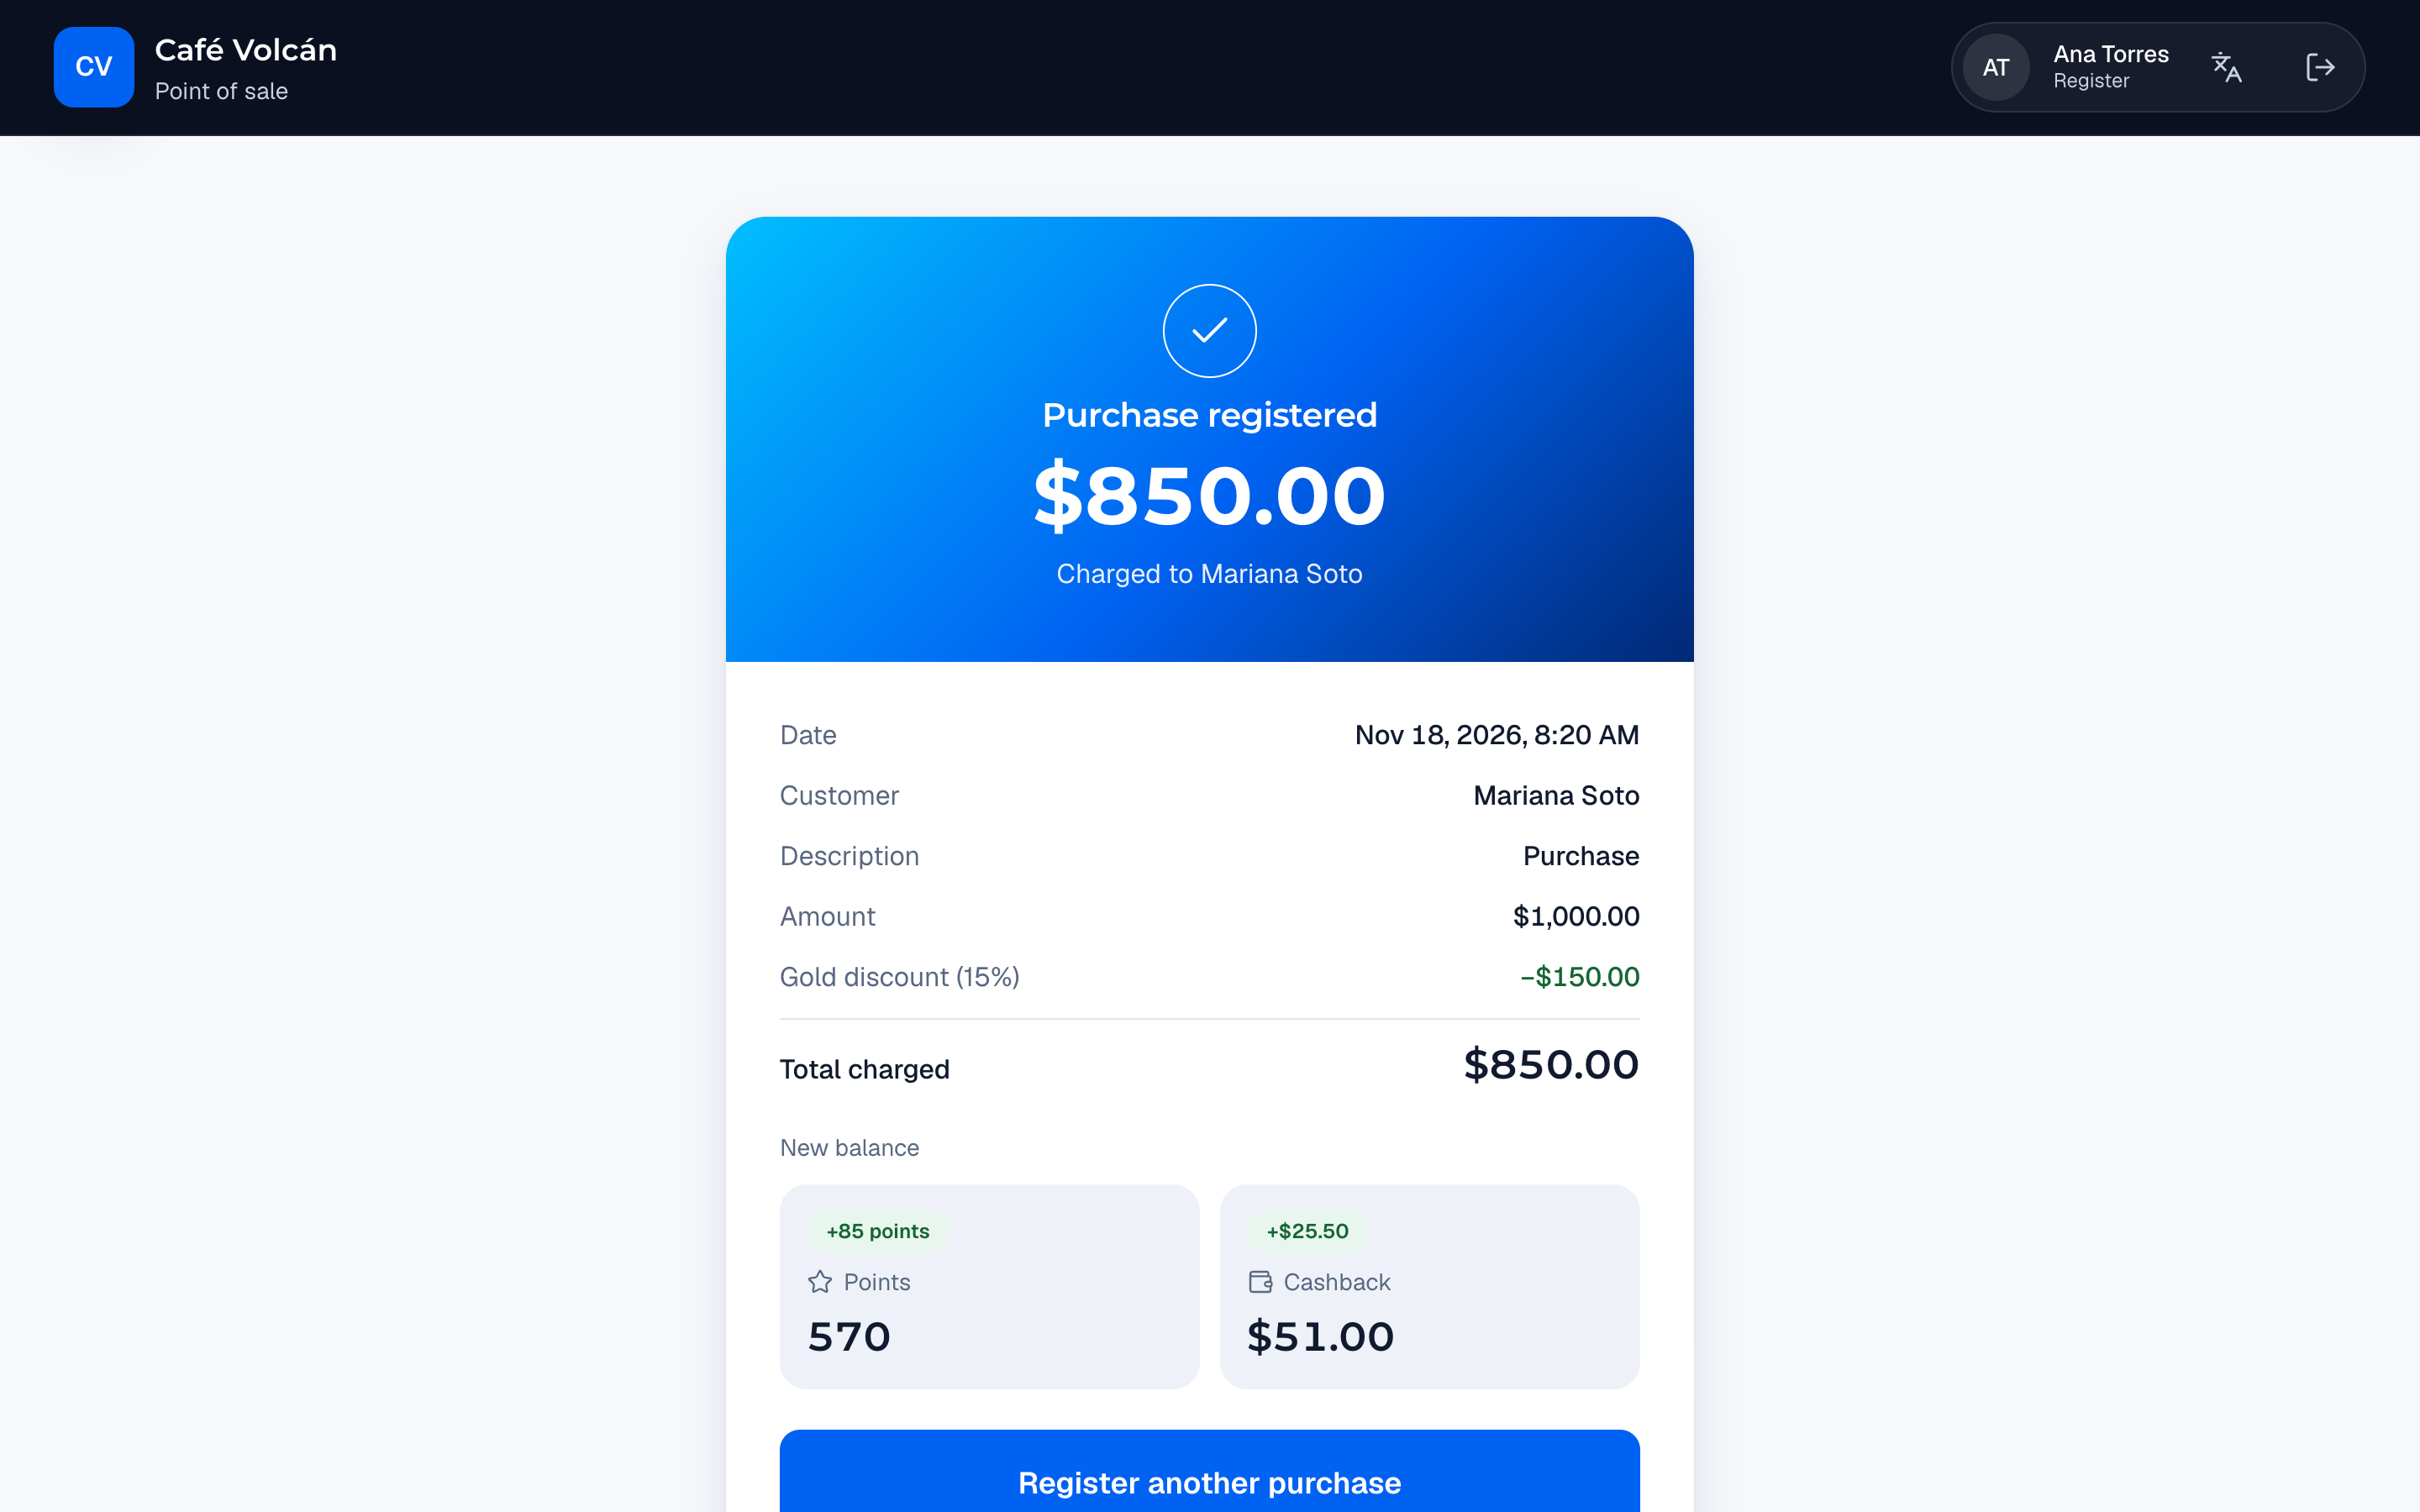 CV
Café Volcán
Point of sale
AT
Ana Torres
Register
Purchase registered
$850.00
Charged to Mariana Soto
Date
Nov 18, 2026, 8:20 AM
Customer
Mariana Soto
Description
Purchase
Amount
$1,000.00
Gold discount (15%)
−$150.00
Total charged
$850.00
New balance
+85 points
Points
570
+$25.50
Cashback
$51.00
Register another purchase